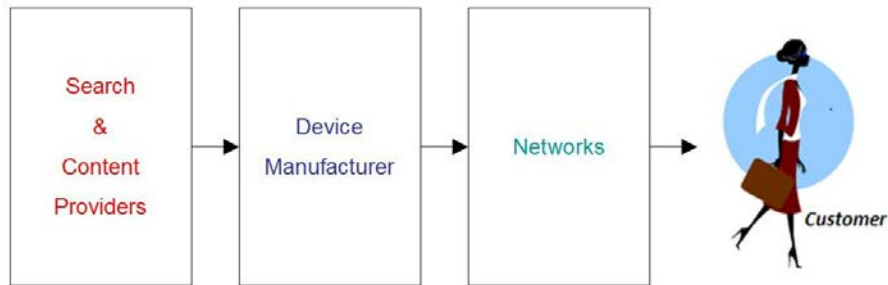 Search
&
Content
Providers
Device
Manufacturer
Networks
Customer